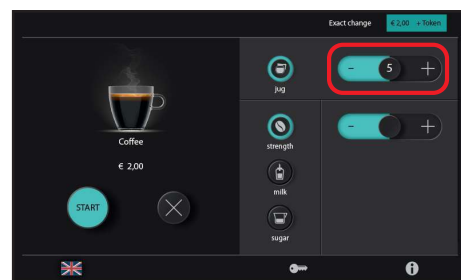 Exact change € 2,00 + Token
- 5 +
jug
- +
strength
Coffee
€ 2,00
milk
START
sugar
i